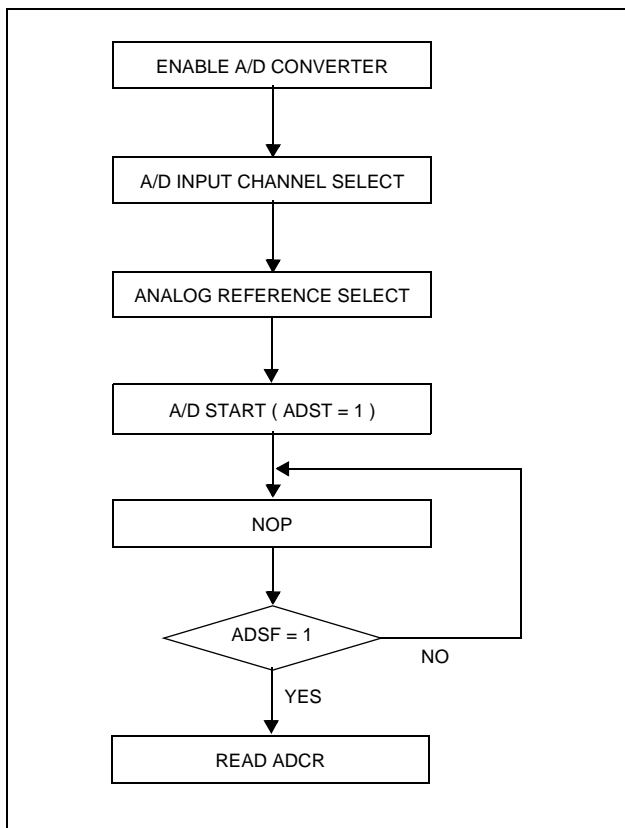 ENABLE A/D CONVERTER
A/D INPUT CHANNEL SELECT
ANALOG REFERENCE SELECT
A/D START ( ADST = 1 )
NOP
ADSF = 1
NO
YES
READ ADCR